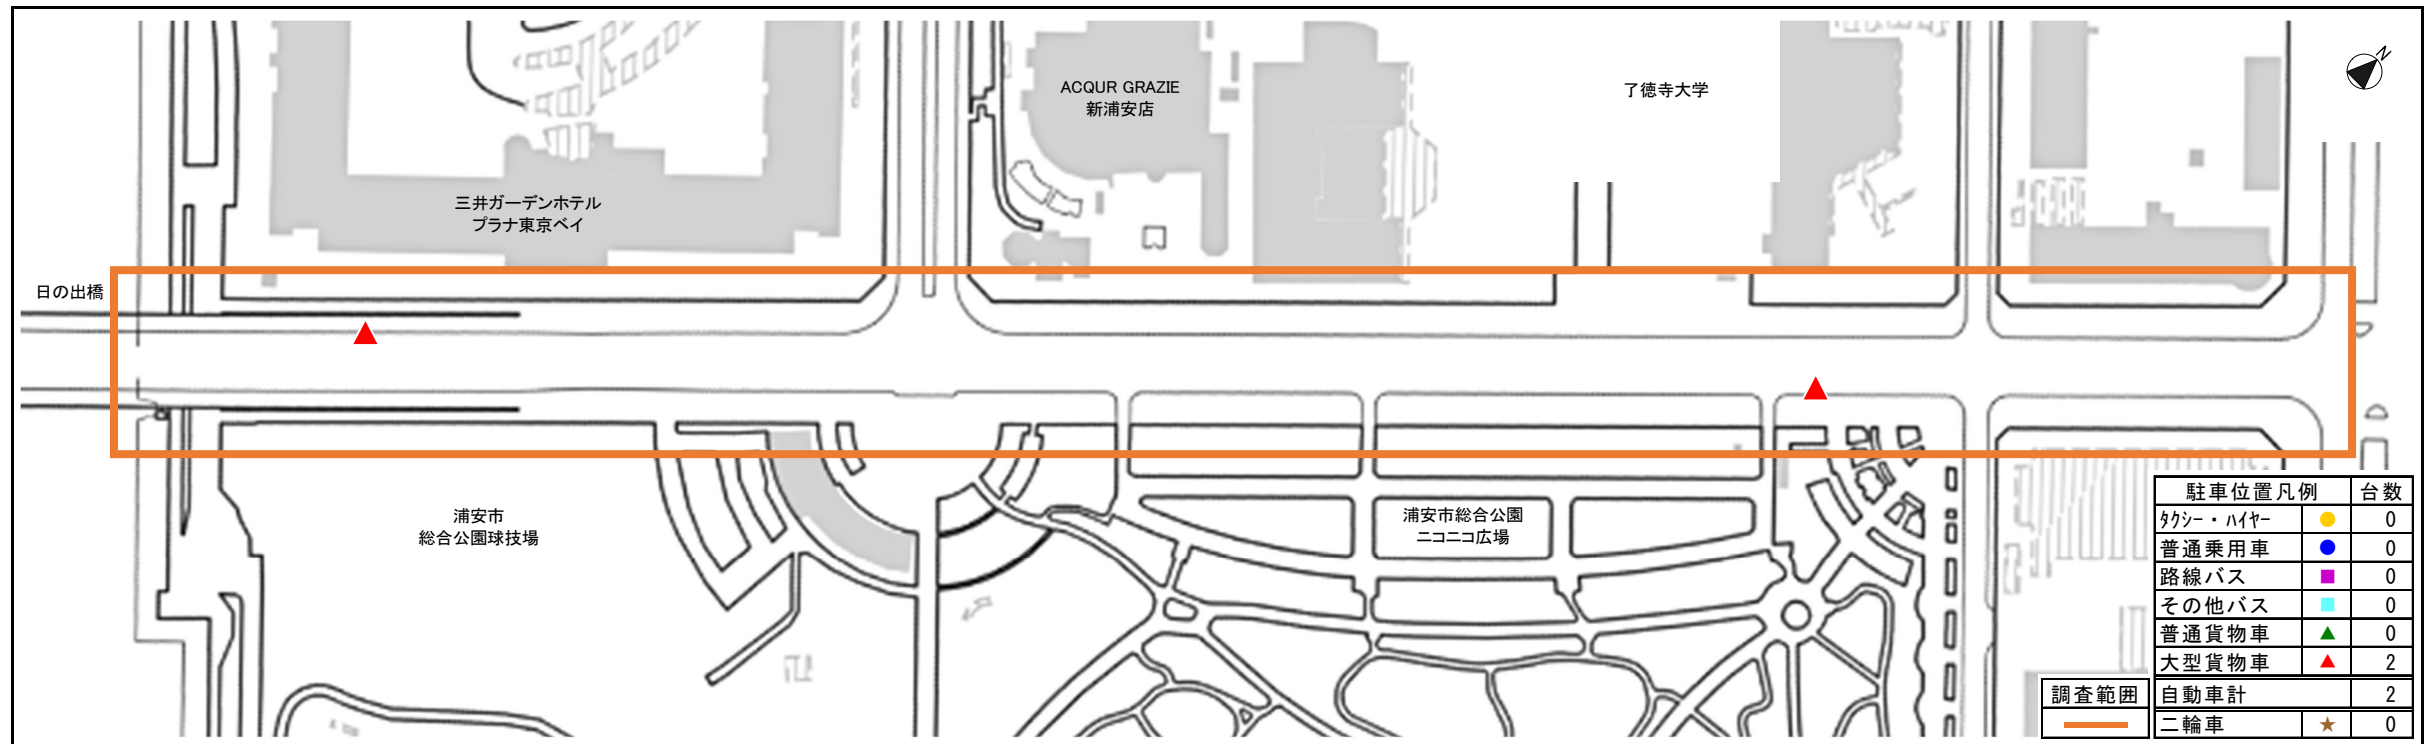 N
ACQUR GRAZIE
新浦安店
了徳寺大学
三井ガーデンホテル
プラナ東京ベイ
日の出橋
浦安市
総合公園球技場
浦安市総合公園
ニコニコ広場
駐車位置凡例 台数
ﾀｸｼｰ・ﾊｲﾔｰ ● 0
普通乗用車 ● 0
路線バス ■ 0
その他バス ■ 0
普通貨物車 ▲ 0
大型貨物車 ▲ 2
調査範囲 自動車計 2
二輪車 ★ 0